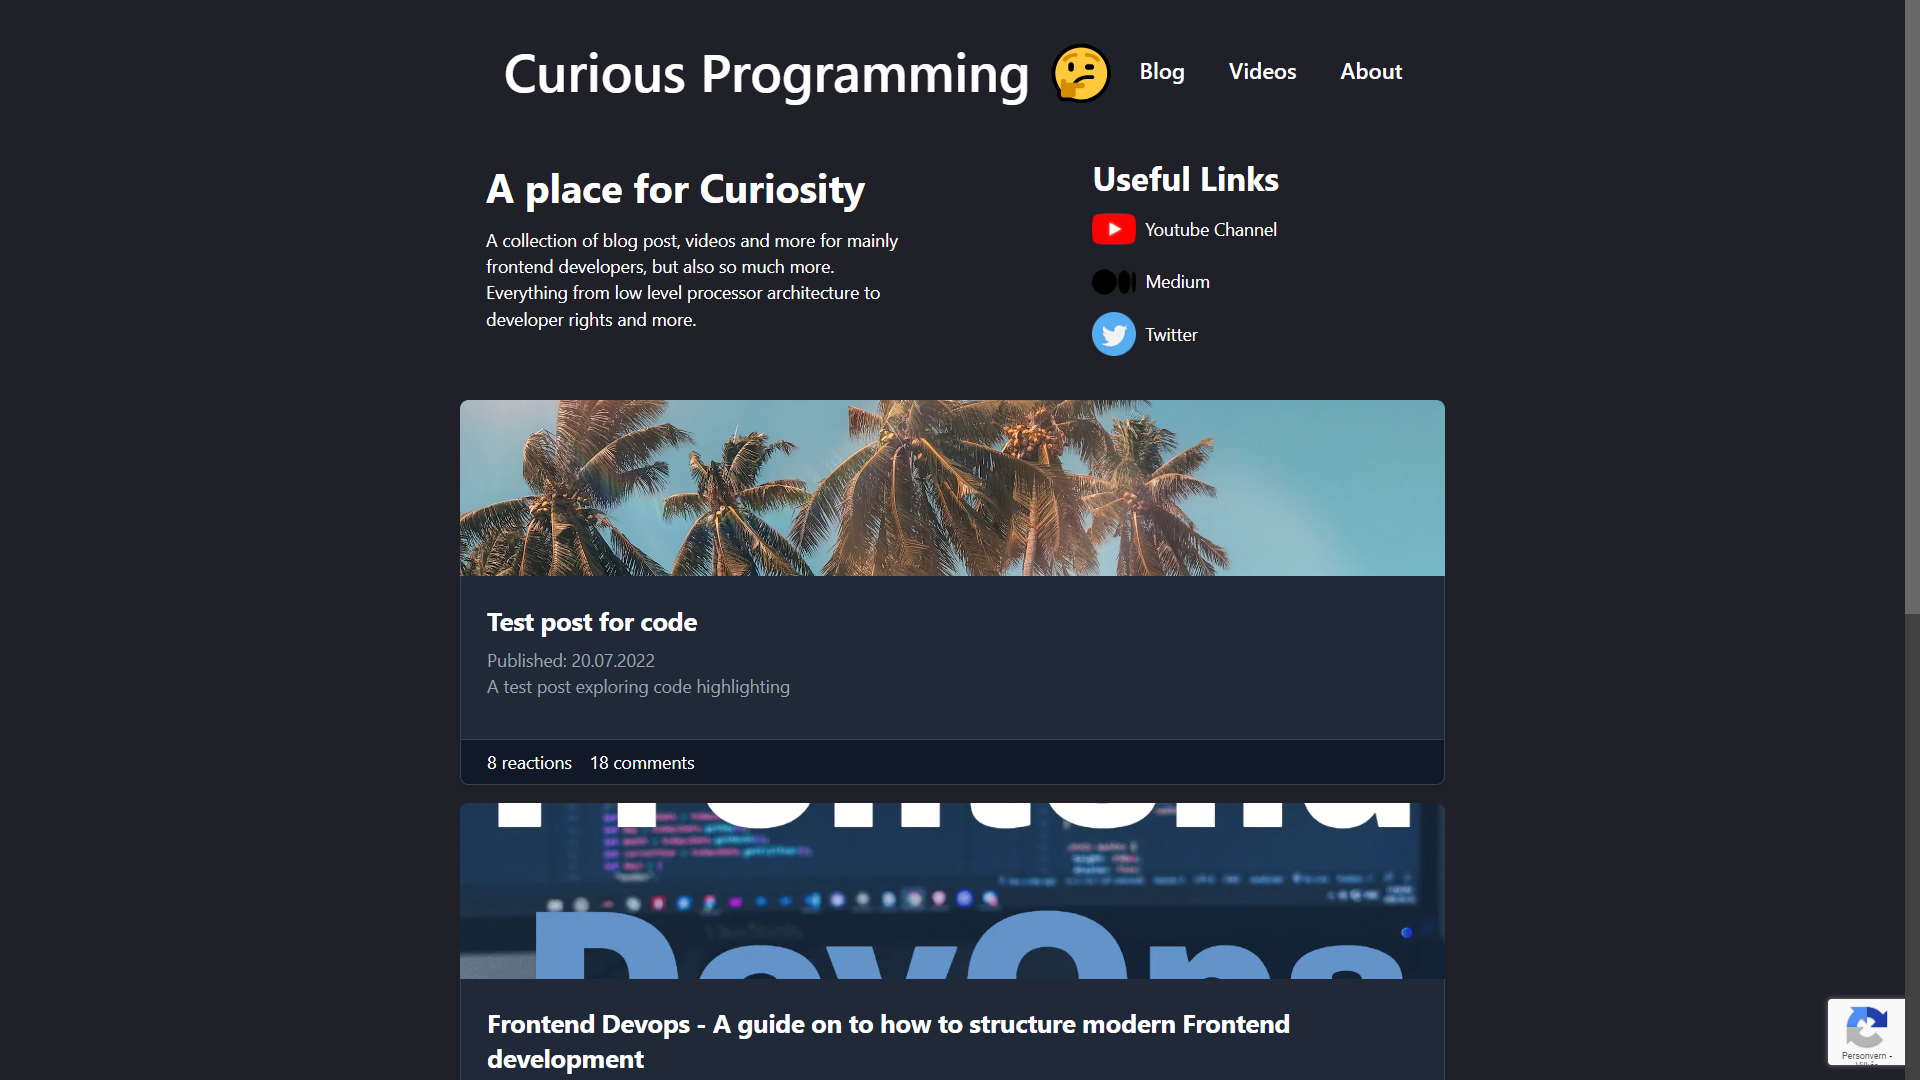 Curious Programming
Blog
Videos
About
A place for Curiosity
A collection of blog post, videos and more for mainly
frontend developers, but also so much more.
Everything from low level processor architecture to
developer rights and more.
Useful Links
Youtube Channel
Medium
Twitter
Test post for code
Published: 20.07.2022
A test post exploring code highlighting
8 reactions 18 comments
Frontend
DevOps
Frontend Devops - A guide on to how to structure modern Frontend
development
Personvern -